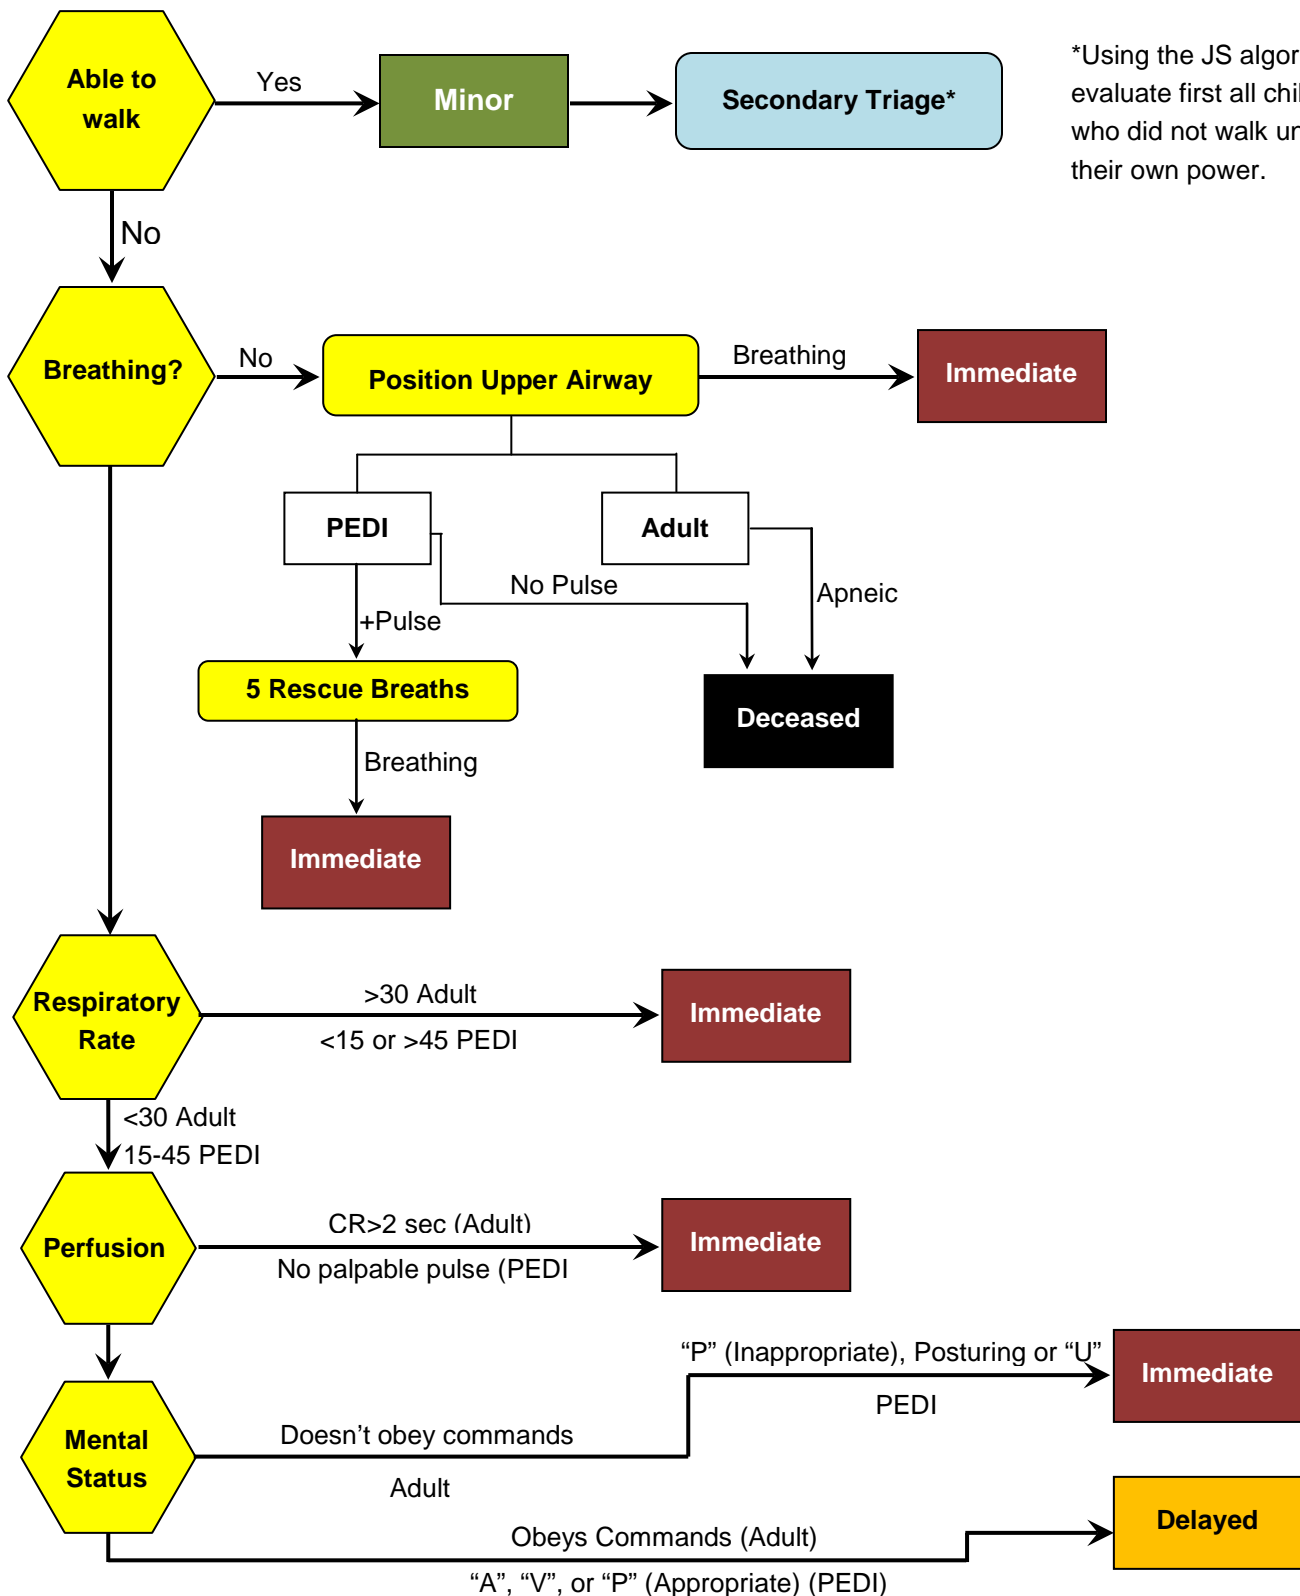 Able to
walk
Yes
Minor
Secondary Triage*
*Using the JS algor
evaluate first all chil
who did not walk un
their own power.
No
Breathing?
No
Position Upper Airway
Breathing
Immediate
PEDI
Adult
No Pulse
Apneic
+Pulse
5 Rescue Breaths
Deceased
Breathing
Immediate
Respiratory
Rate
>30 Adult
<15 or >45 PEDI
Immediate
<30 Adult
15-45 PEDI
Perfusion
CR>2 sec (Adult)
No palpable pulse (PEDI
Immediate
"P" (Inappropriate), Posturing or "U"
PEDI
Immediate
Mental
Status
Doesn't obey commands
Adult
Obeys Commands (Adult)
"A", "V", or "P" (Appropriate) (PEDI)
Delayed